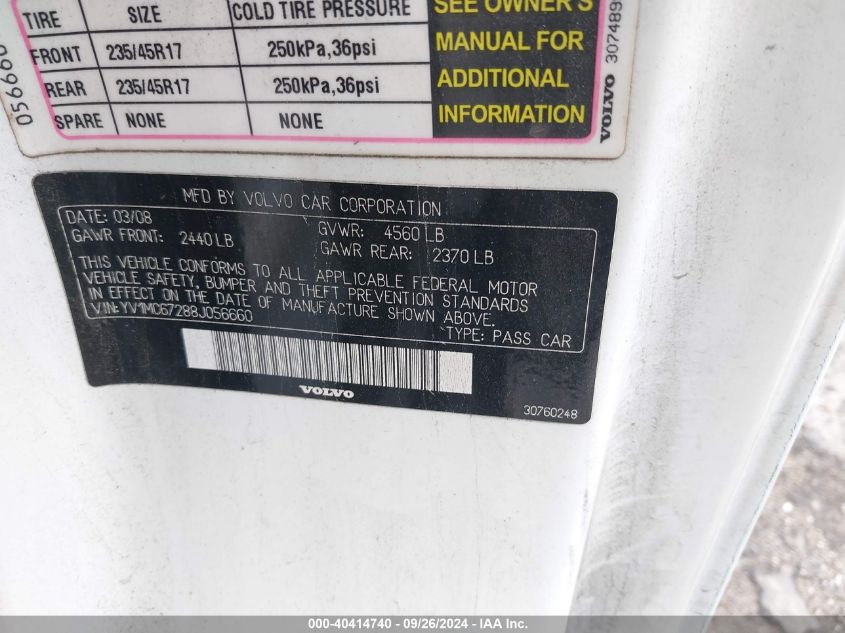 TIRE SIZE COLD TIRE PRESSURE
FRONT 235/45R17 250kPa,36psi
REAR 235/45R17 250kPa,36psi
SPARE NONE NONE
SEE OWNER'S
MANUAL FOR
ADDITIONAL
INFORMATION
VOLVO 307489
056660
MFD BY VOLVO CAR CORPORATION
DATE: 03/08 GVWR: 4560 LB
GAWR FRONT: 2440 LB GAWR REAR: 2370 LB
THIS VEHICLE CONFORMS TO ALL APPLICABLE FEDERAL MOTOR
VEHICLE SAFETY, BUMPER AND THEFT PREVENTION STANDARDS
IN EFFECT ON THE DATE OF MANUFACTURE SHOWN ABOVE.
VIN: YV1MC67288J056660 TYPE: PASS CAR
VOLVO
30760248
000-40414740 - 09/26/2024 - IAA Inc.